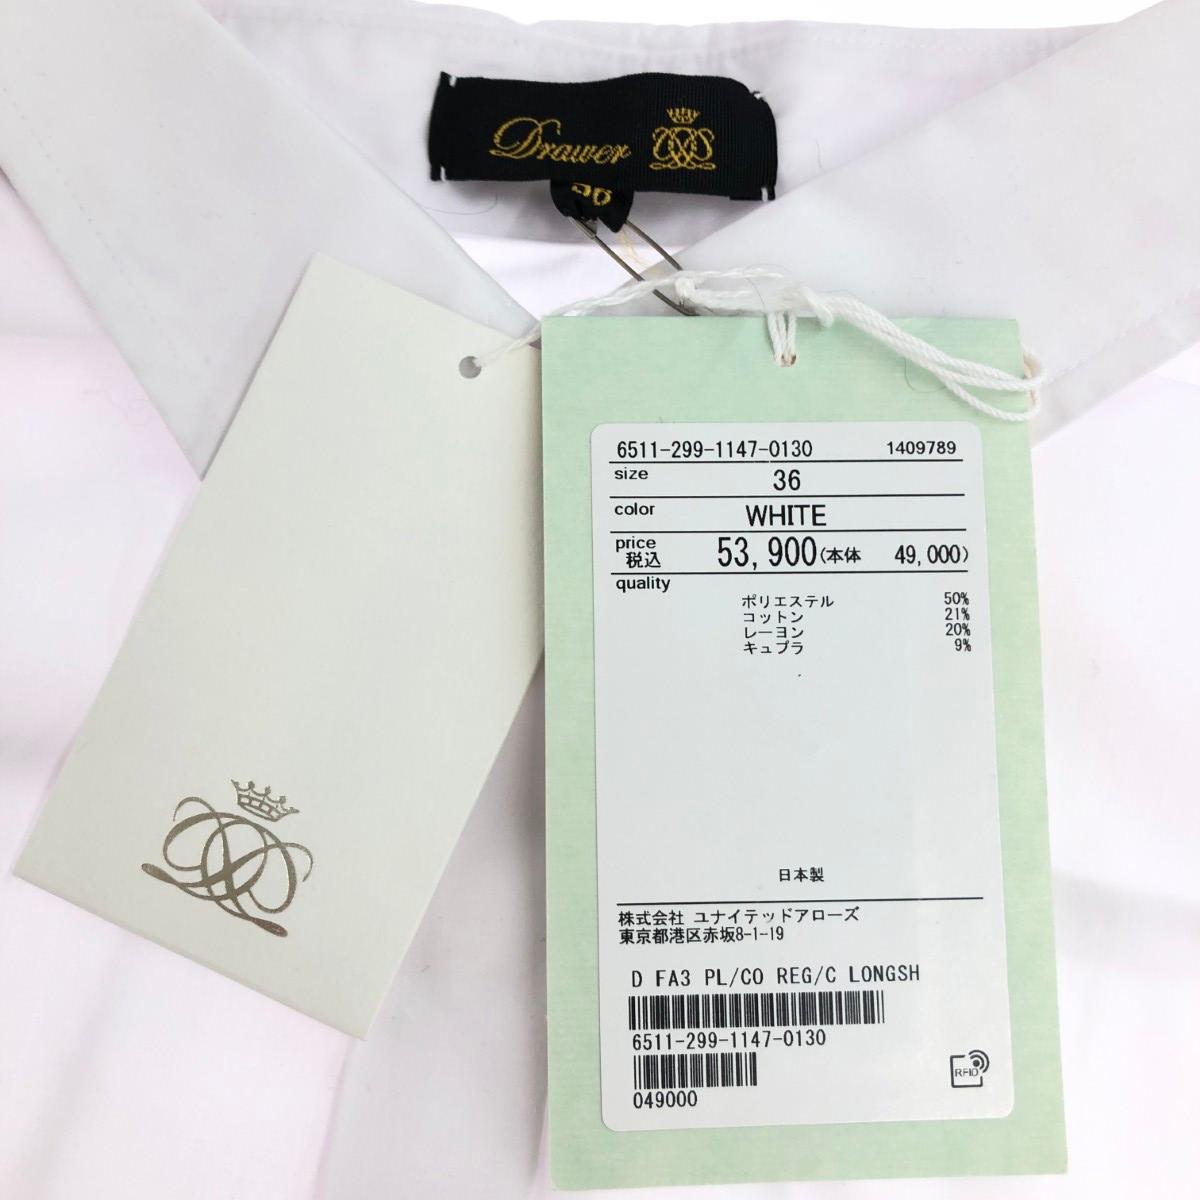 Drawer
36
6511-299-1147-0130 1409789
size 36
color WHITE
price 税込 53,900(本体 49,000)
quality
ポリエステル 50%
コットン 21%
レーヨン 20%
キュプラ 9%
日本製
株式会社 ユナイテッドアローズ
東京都港区赤坂8-1-19
D FA3 PL/CO REG/C LONGSH
6511-299-1147-0130
RFID
049000